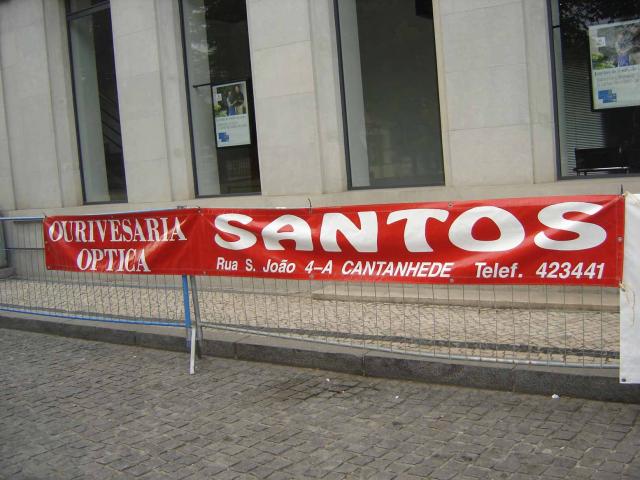 OURIVESARIA
OPTICA
SANTOS
Rua S. João 4-A CANTANHEDE Telef. 423441